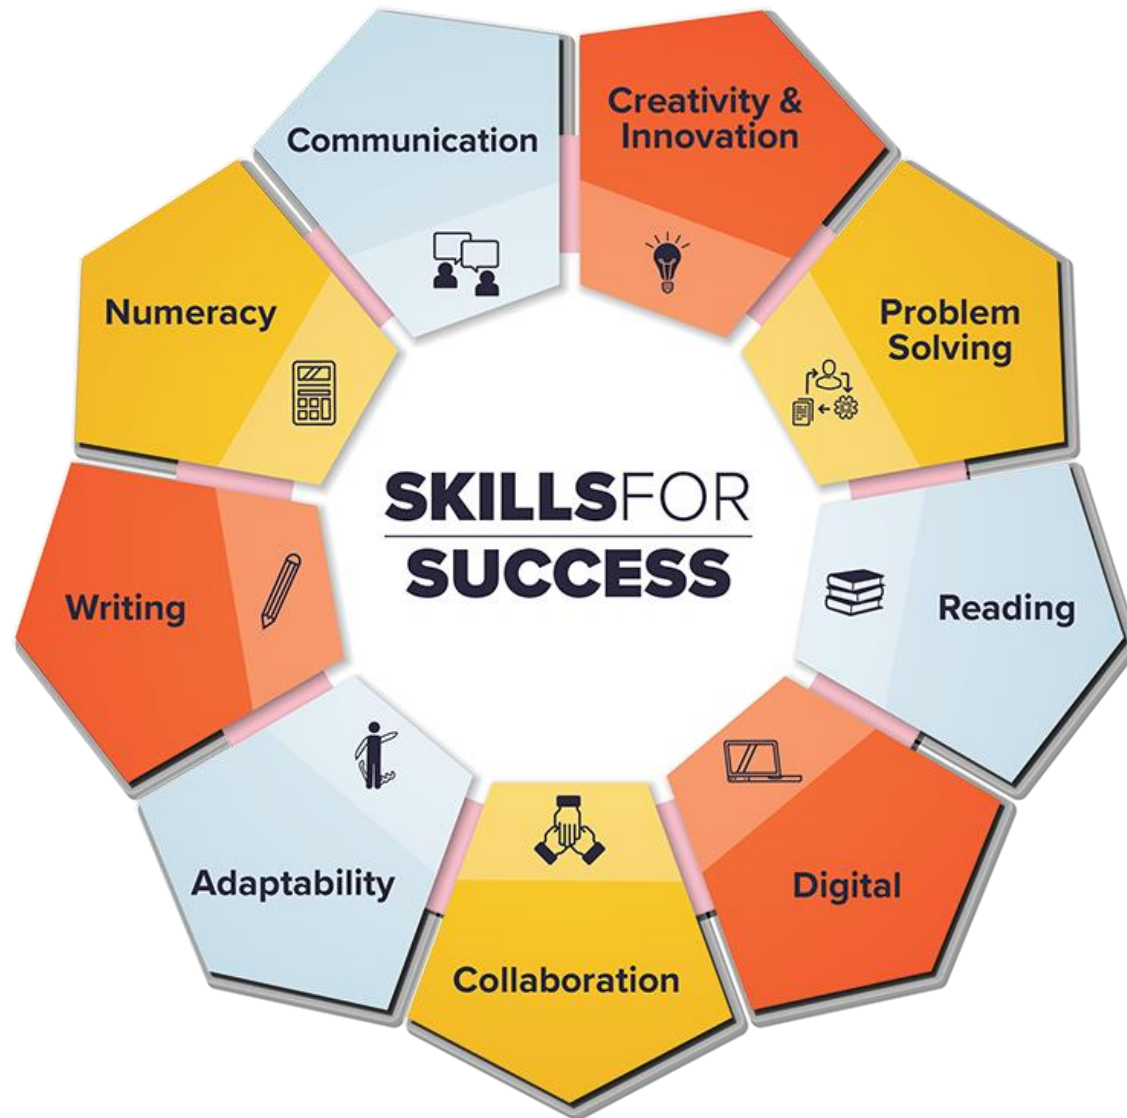 Communication
Creativity &
Innovation
Numeracy
Problem
Solving
SKILLSFOR
SUCCESS
Writing
Reading
Adaptability
Digital
Collaboration